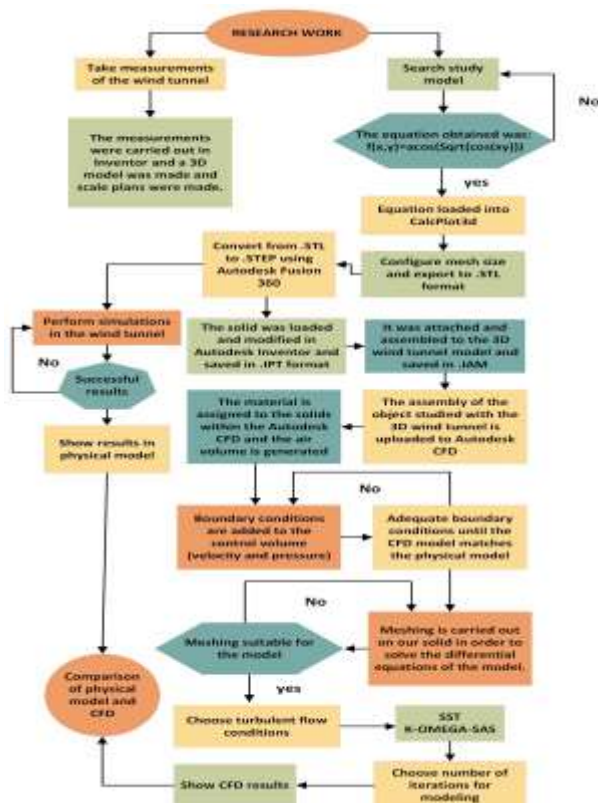 RESEARCH WORK
Take measurements
of the wind tunnel
Search study
model
No
The measurements
were carried out in
Inventor and a 3D
model was made and
scale plans were made.
The equation obtained was:
f(x,y)=acos(Sqrt(cos(xy)))
yes
Equation loaded into
CalcPlot3d
Convert from .STL
to .STEP using
Autodesk Fusion
360
Configure mesh size
and export to .STL
format
Perform simulations
in the wind tunnel
The solid was loaded
and modified in
Autodesk Inventor and
saved in .IPT format
It was attached and
assembled to the 3D
wind tunnel model and
saved in .IAM
No
Successful
results
The material is
assigned to the solids
within the Autodesk
CFD and the air
volume is generated
The assembly of the
object studied with the
3D wind tunnel is
uploaded to Autodesk
CFD
Show results in
physical model
No
Boundary conditions
are added to the
control volume
(velocity and pressure)
Adequate boundary
conditions until the
CFD model matches
the physical model
No
Meshing suitable for
the model
Meshing is carried out
on our solid in order to
solve the differential
equations of the model.
Comparison
of physical
model and
CFD
yes
Choose turbulent flow
conditions
SST
K-OMEGA-SAS
Show CFD results
Choose number of
iterations for
modeling